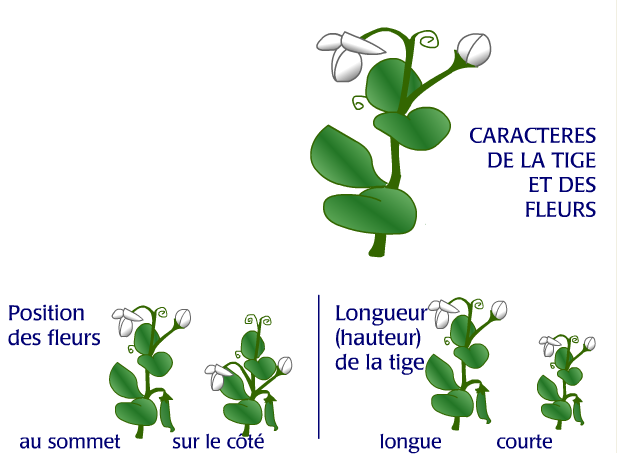 CARACTERES
DE LA TIGE
ET DES
FLEURS
Position
des fleurs
au sommet
sur le côté
Longueur
(hauteur)
de la tige
longue
courte